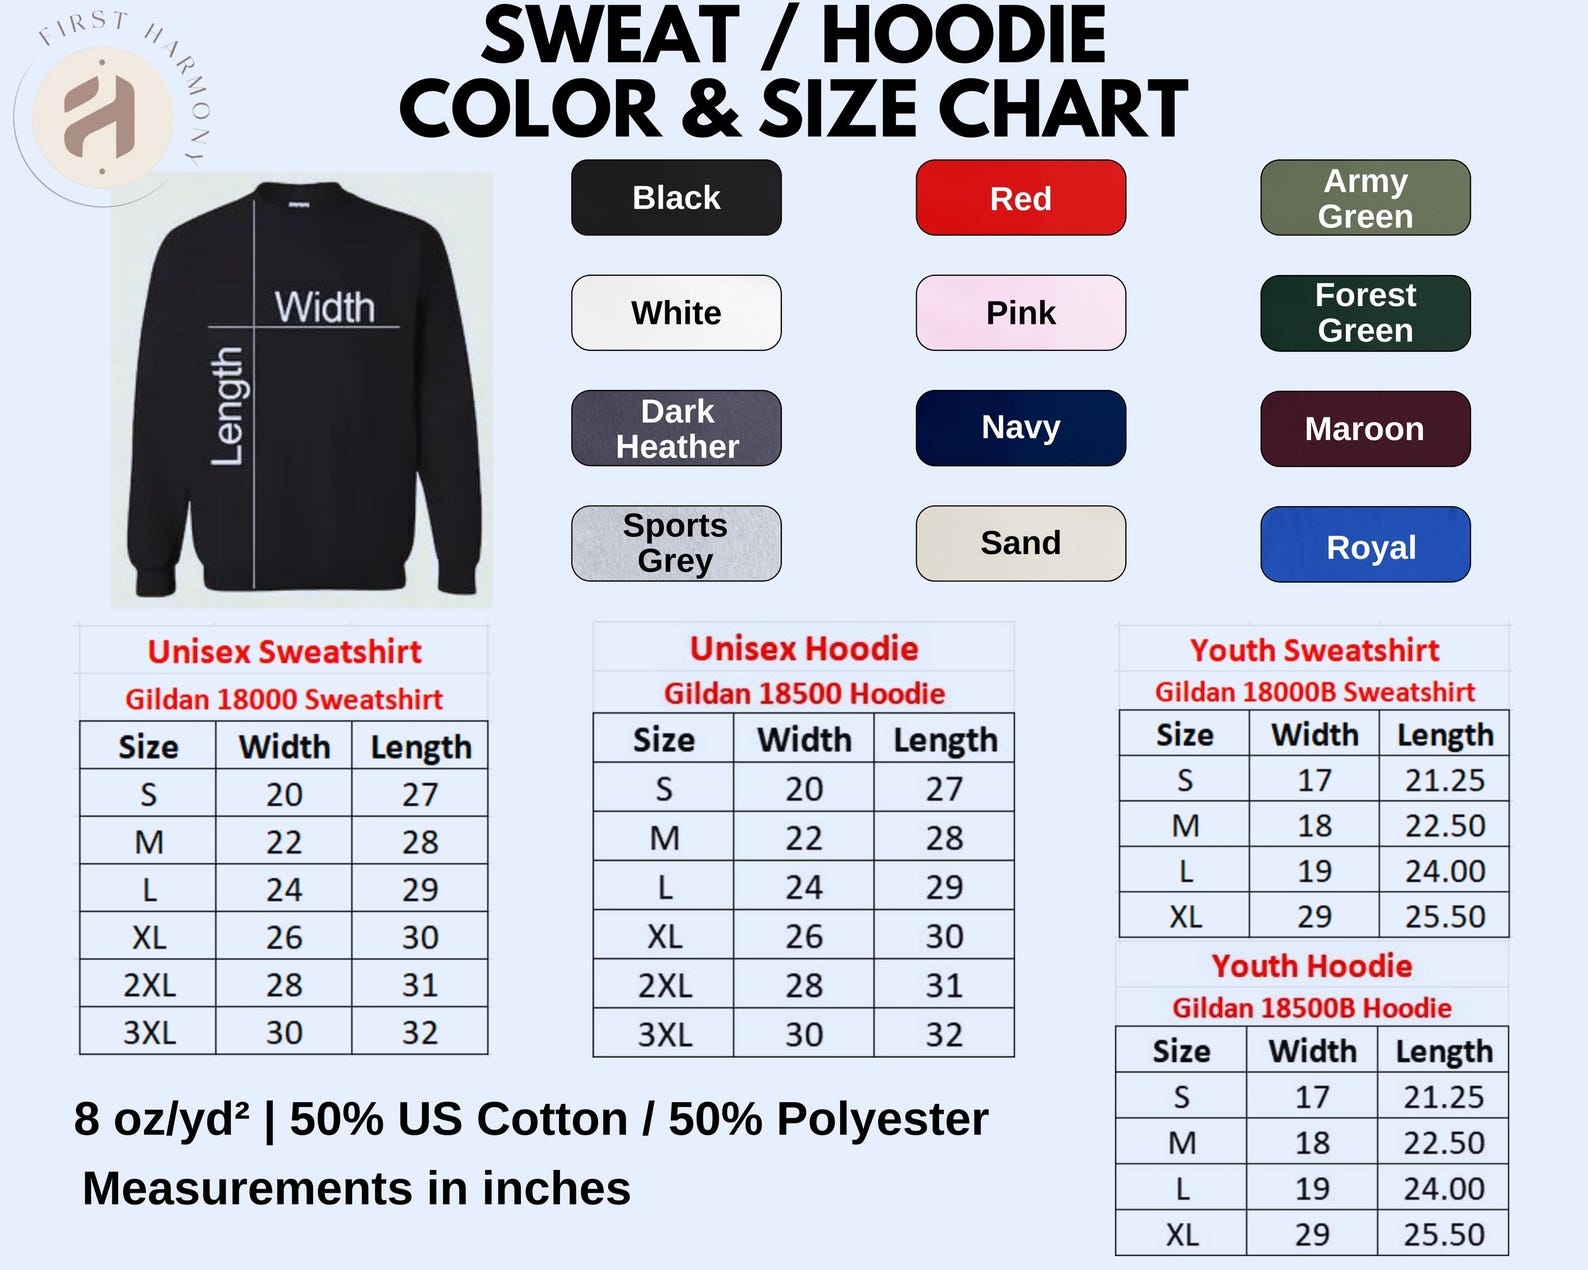 FIRST HARMONY
SWEAT / HOODIE
COLOR & SIZE CHART
Width
Length
Black
Red
Army
Green
White
Pink
Forest
Green
Dark
Heather
Navy
Maroon
Sports
Grey
Sand
Royal
Unisex Sweatshirt
Gildan 18000 Sweatshirt
Size Width Length
S 20 27
M 22 28
L 24 29
XL 26 30
2XL 28 31
3XL 30 32
Unisex Hoodie
Gildan 18500 Hoodie
Size Width Length
S 20 27
M 22 28
L 24 29
XL 26 30
2XL 28 31
3XL 30 32
Youth Sweatshirt
Gildan 18000B Sweatshirt
Size Width Length
S 17 21.25
M 18 22.50
L 19 24.00
XL 29 25.50
Youth Hoodie
Gildan 18500B Hoodie
Size Width Length
S 17 21.25
M 18 22.50
L 19 24.00
XL 29 25.50
8 oz/yd² | 50% US Cotton / 50% Polyester
Measurements in inches